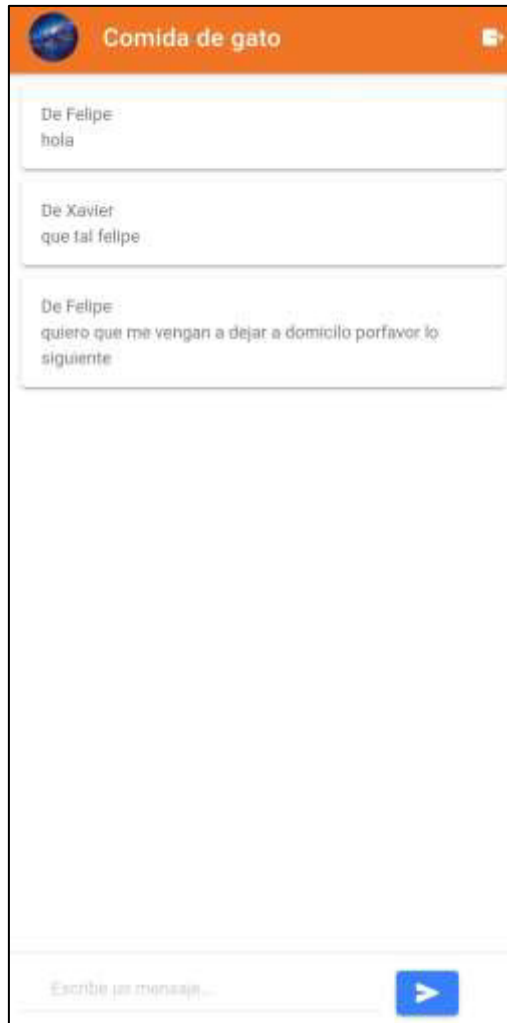 Comida de gato
De Felipe
hola
De Xavier
que tal felipe
De Felipe
quiero que me vengan a dejar a domicilo porfavor lo
siguiente
Escribe un mensaje...